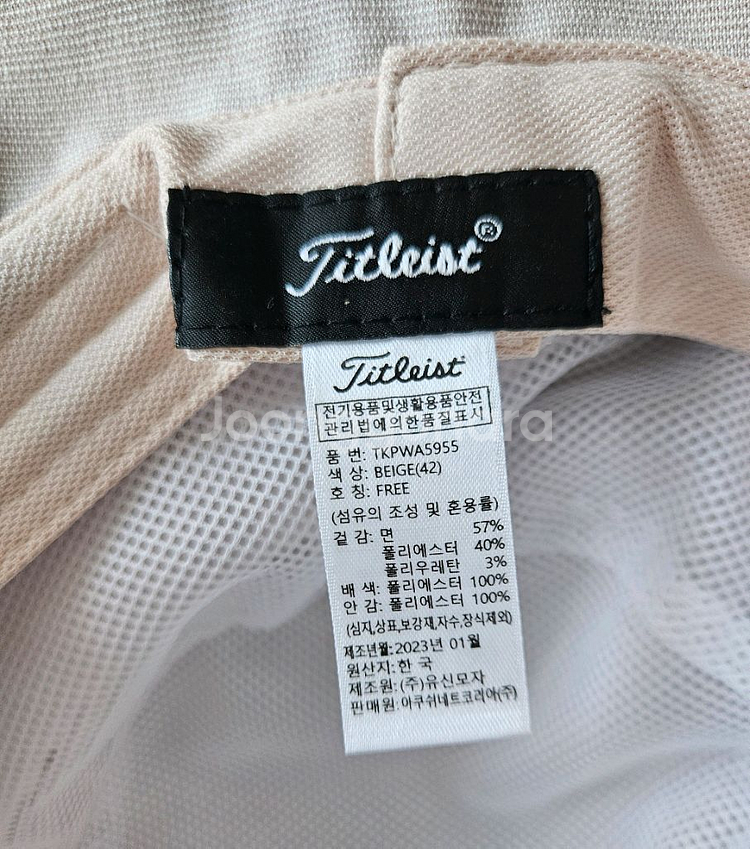 Titleist®
Titleist
전기용품및생활용품안전
관리법에의한품질표시
품 번: TKPWA5955
색 상: BEIGE(42)
호 칭: FREE
(섬유의 조성 및 혼용률)
겉 감: 면 57%
폴리에스터 40%
폴리우레탄 3%
배 색: 폴리에스터 100%
안 감: 폴리에스터 100%
(심지,상표,보강재,자수,장식제외)
제조년월:2023년 01월
원산지:한 국
제조원:(주)유신모자
판매원:아쿠쉬네트코리아(주)